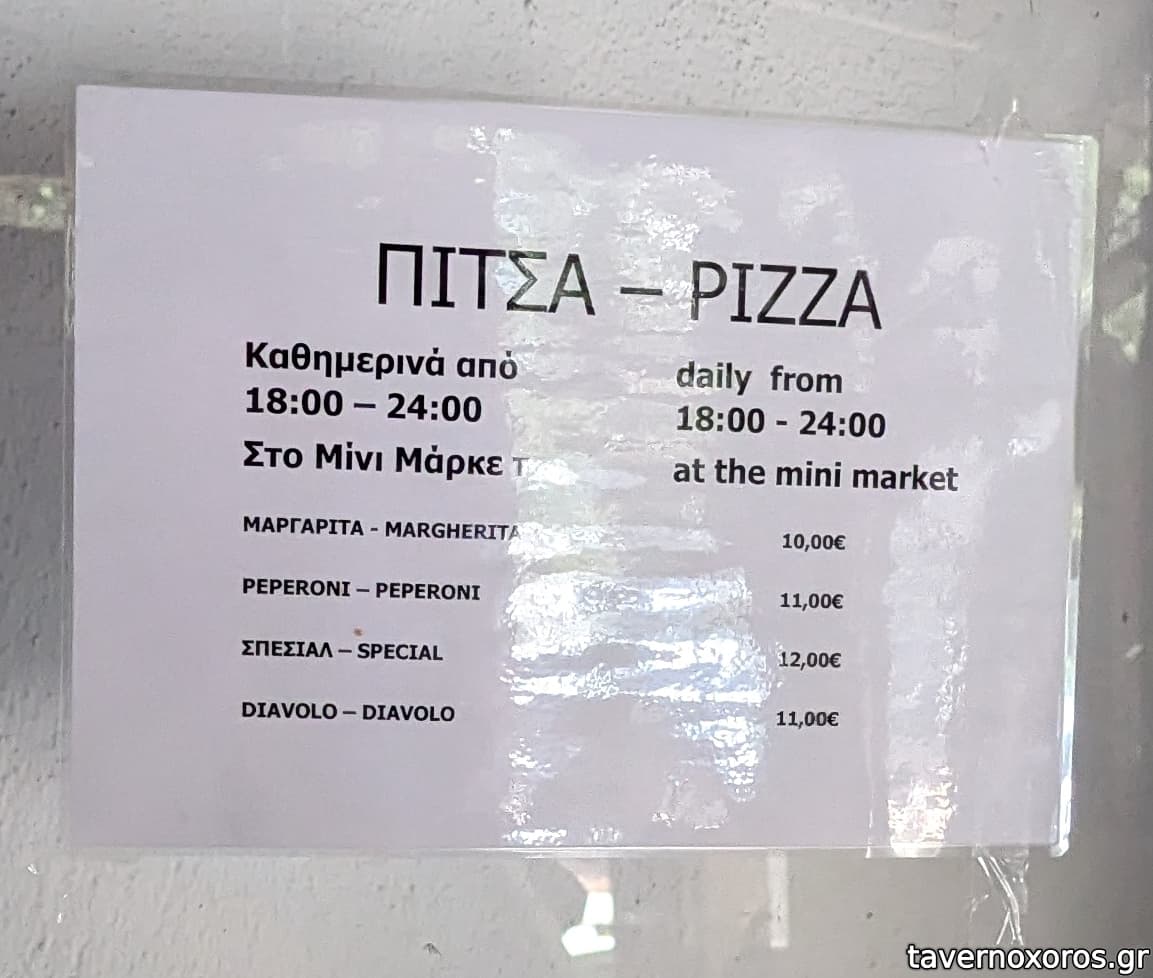 ΠΙΤΣΑ – PIZZA
Καθημερινά από
18:00 – 24:00
Στο Μίνι Μάρκετ
daily from
18:00 - 24:00
at the mini market
ΜΑΡΓΑΡΙΤΑ - MARGHERITA 10,00€
PEPERONI – PEPERONI 11,00€
ΣΠΕΣΙΑΛ – SPECIAL 12,00€
DIAVOLO – DIAVOLO 11,00€
tavernoxoros.gr